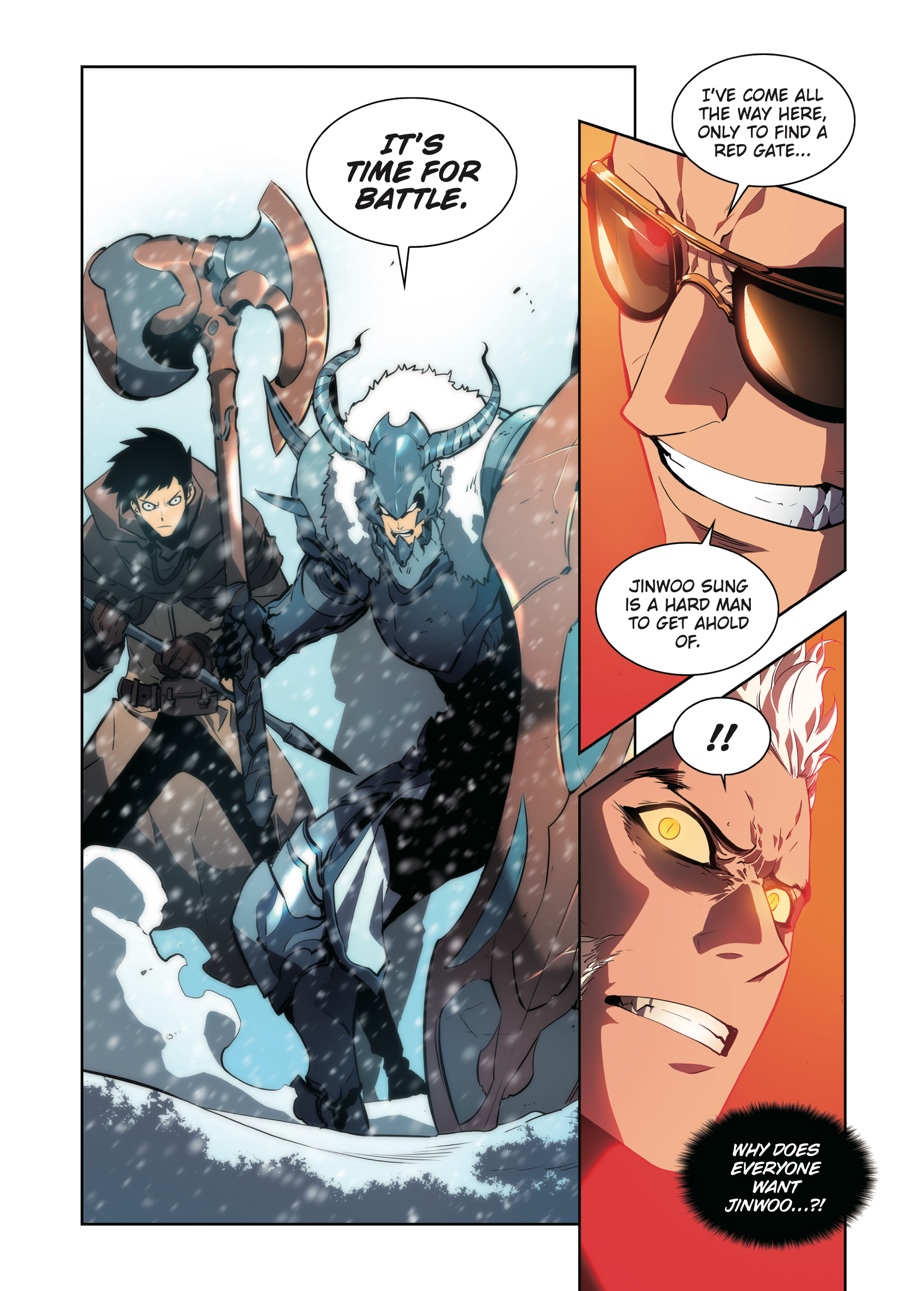 IT'S
TIME FOR
BATTLE.
I'VE COME ALL
THE WAY HERE,
ONLY TO FIND A
RED GATE...
JINWOO SUNG
IS A HARD MAN
TO GET AHOLD
OF.
!!
WHY DOES
EVERYONE
WANT
JINWOO...?!